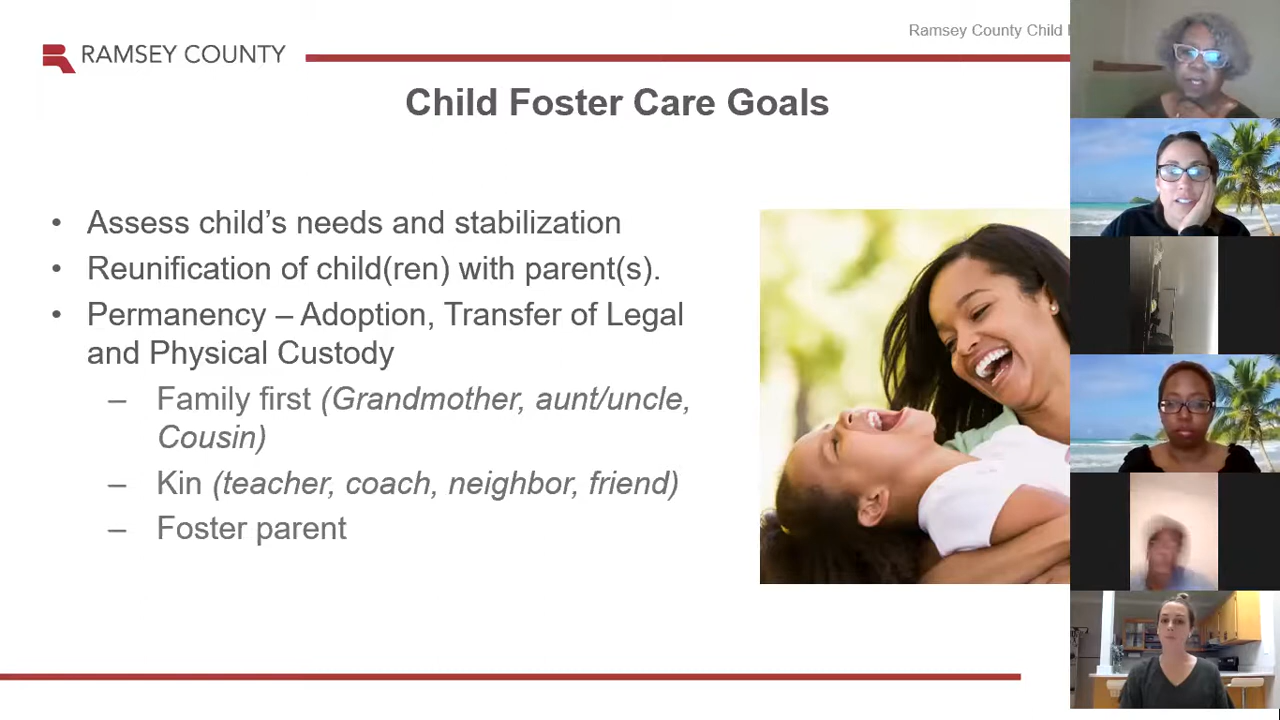 Ramsey County Child
RAMSEY COUNTY
Child Foster Care Goals
• Assess child’s needs and stabilization
• Reunification of child(ren) with parent(s).
• Permanency – Adoption, Transfer of Legal
and Physical Custody
– Family first (Grandmother, aunt/uncle,
Cousin)
– Kin (teacher, coach, neighbor, friend)
– Foster parent